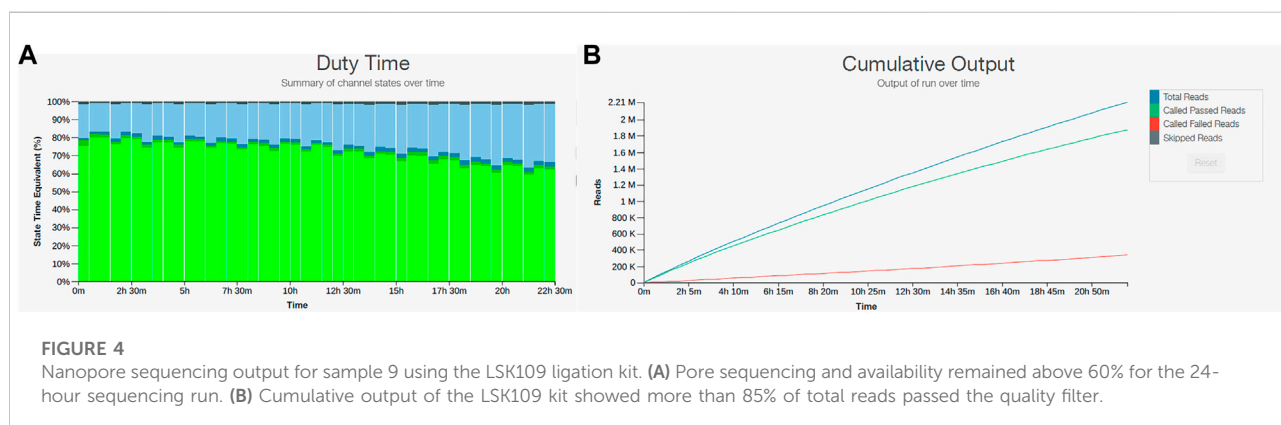 A
Duty Time
Summary of channel states over time
State Time Equivalent (%)
100%
90%
80%
70%
60%
50%
40%
30%
20%
10%
0%
0m 2h 30m 5h 7h 30m 10h 12h 30m 15h 17h 30m 20h 22h 30m
Time
B
Cumulative Output
Output of run over time
Reads
2.21 M
2 M
1.8 M
1.6 M
1.4 M
1.2 M
1 M
800 K
600 K
400 K
200 K
0
0m 2h 5m 4h 10m 6h 15m 8h 20m 10h 25m 12h 30m 14h 35m 16h 40m 18h 45m 20h 50m
Time
Total Reads
Called Passed Reads
Called Failed Reads
Skipped Reads
Reset
FIGURE 4
Nanopore sequencing output for sample 9 using the LSK109 ligation kit. (A) Pore sequencing and availability remained above 60% for the 24-
hour sequencing run. (B) Cumulative output of the LSK109 kit showed more than 85% of total reads passed the quality filter.